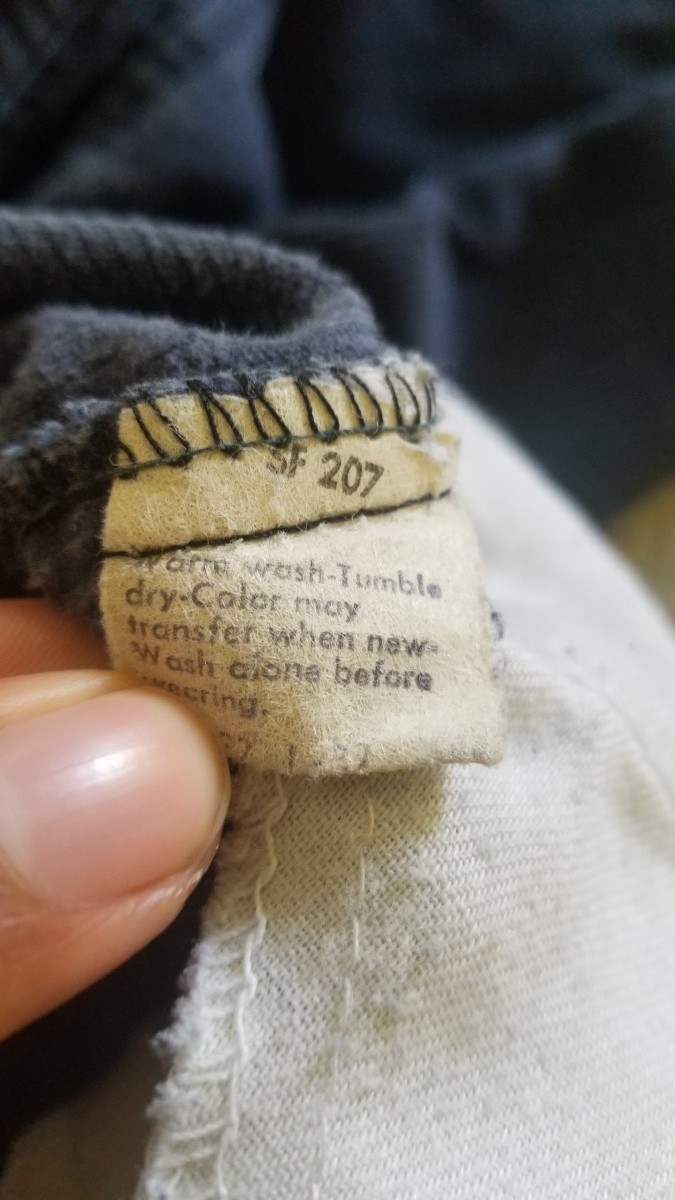 SF 207
Warm wash-Tumble
dry-Color may
transfer when new-
Wash alone before
wearing.